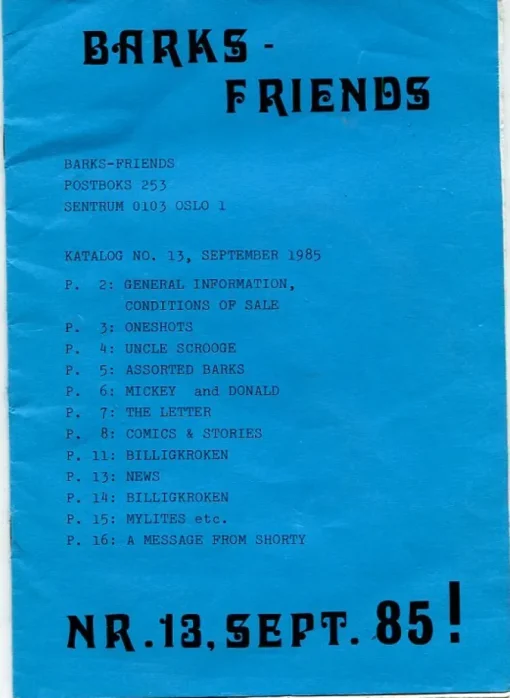 BARKS-
FRIENDS
BARKS-FRIENDS
POSTBOKS 253
SENTRUM 0103 OSLO 1
KATALOG NO. 13, SEPTEMBER 1985
P. 2: GENERAL INFORMATION,
CONDITIONS OF SALE
P. 3: ONESHOTS
P. 4: UNCLE SCROOGE
P. 5: ASSORTED BARKS
P. 6: MICKEY and DONALD
P. 7: THE LETTER
P. 8: COMICS & STORIES
P. 11: BILLIGKROKEN
P. 13: NEWS
P. 14: BILLIGKROKEN
P. 15: MYLITES etc.
P. 16: A MESSAGE FROM SHORTY
NR.13, SEPT. 85!